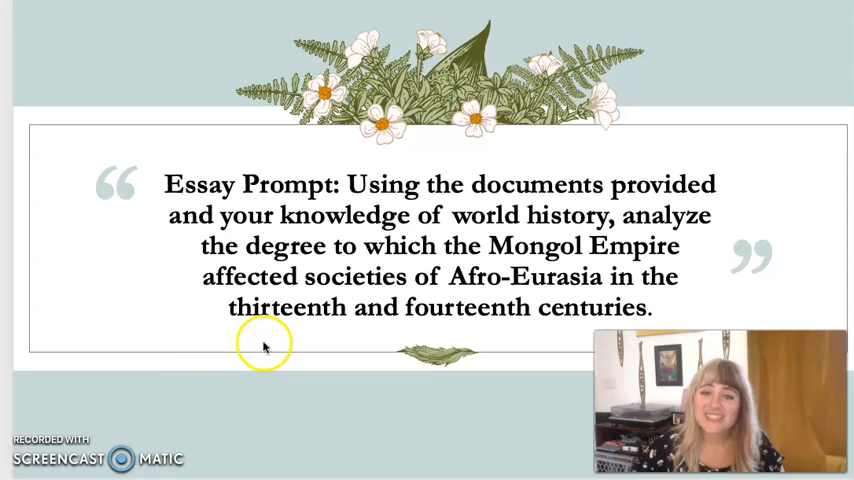 “
Essay Prompt: Using the documents provided
and your knowledge of world history, analyze
the degree to which the Mongol Empire
affected societies of Afro-Eurasia in the
thirteenth and fourteenth centuries.
”
RECORDED WITH
SCREENCAST MATIC